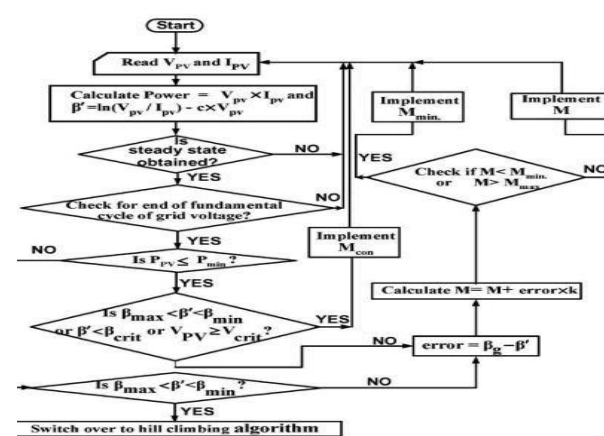 Start
Read V_PV and I_PV
Calculate Power = V_pv × I_pv and
β′=ln(V_pv / I_pv) - c×V_pv
Is
steady state
obtained?
NO
YES
Check for end of fundamental
cycle of grid voltage?
NO
YES
NO
Is P_PV ≤ P_min ?
YES
Is β_max <β′<β_min
or β′<β_crit or V_PV ≥ V_crit ?
YES
NO
Is β_max <β′<β_min ?
NO
YES
Switch over to hill climbing algorithm
Implement
M_con
Implement
M_min.
Implement
M
YES
Check if M< M_min.
or M> M_max
NO
Calculate M= M+ error×k
error = β_g − β′